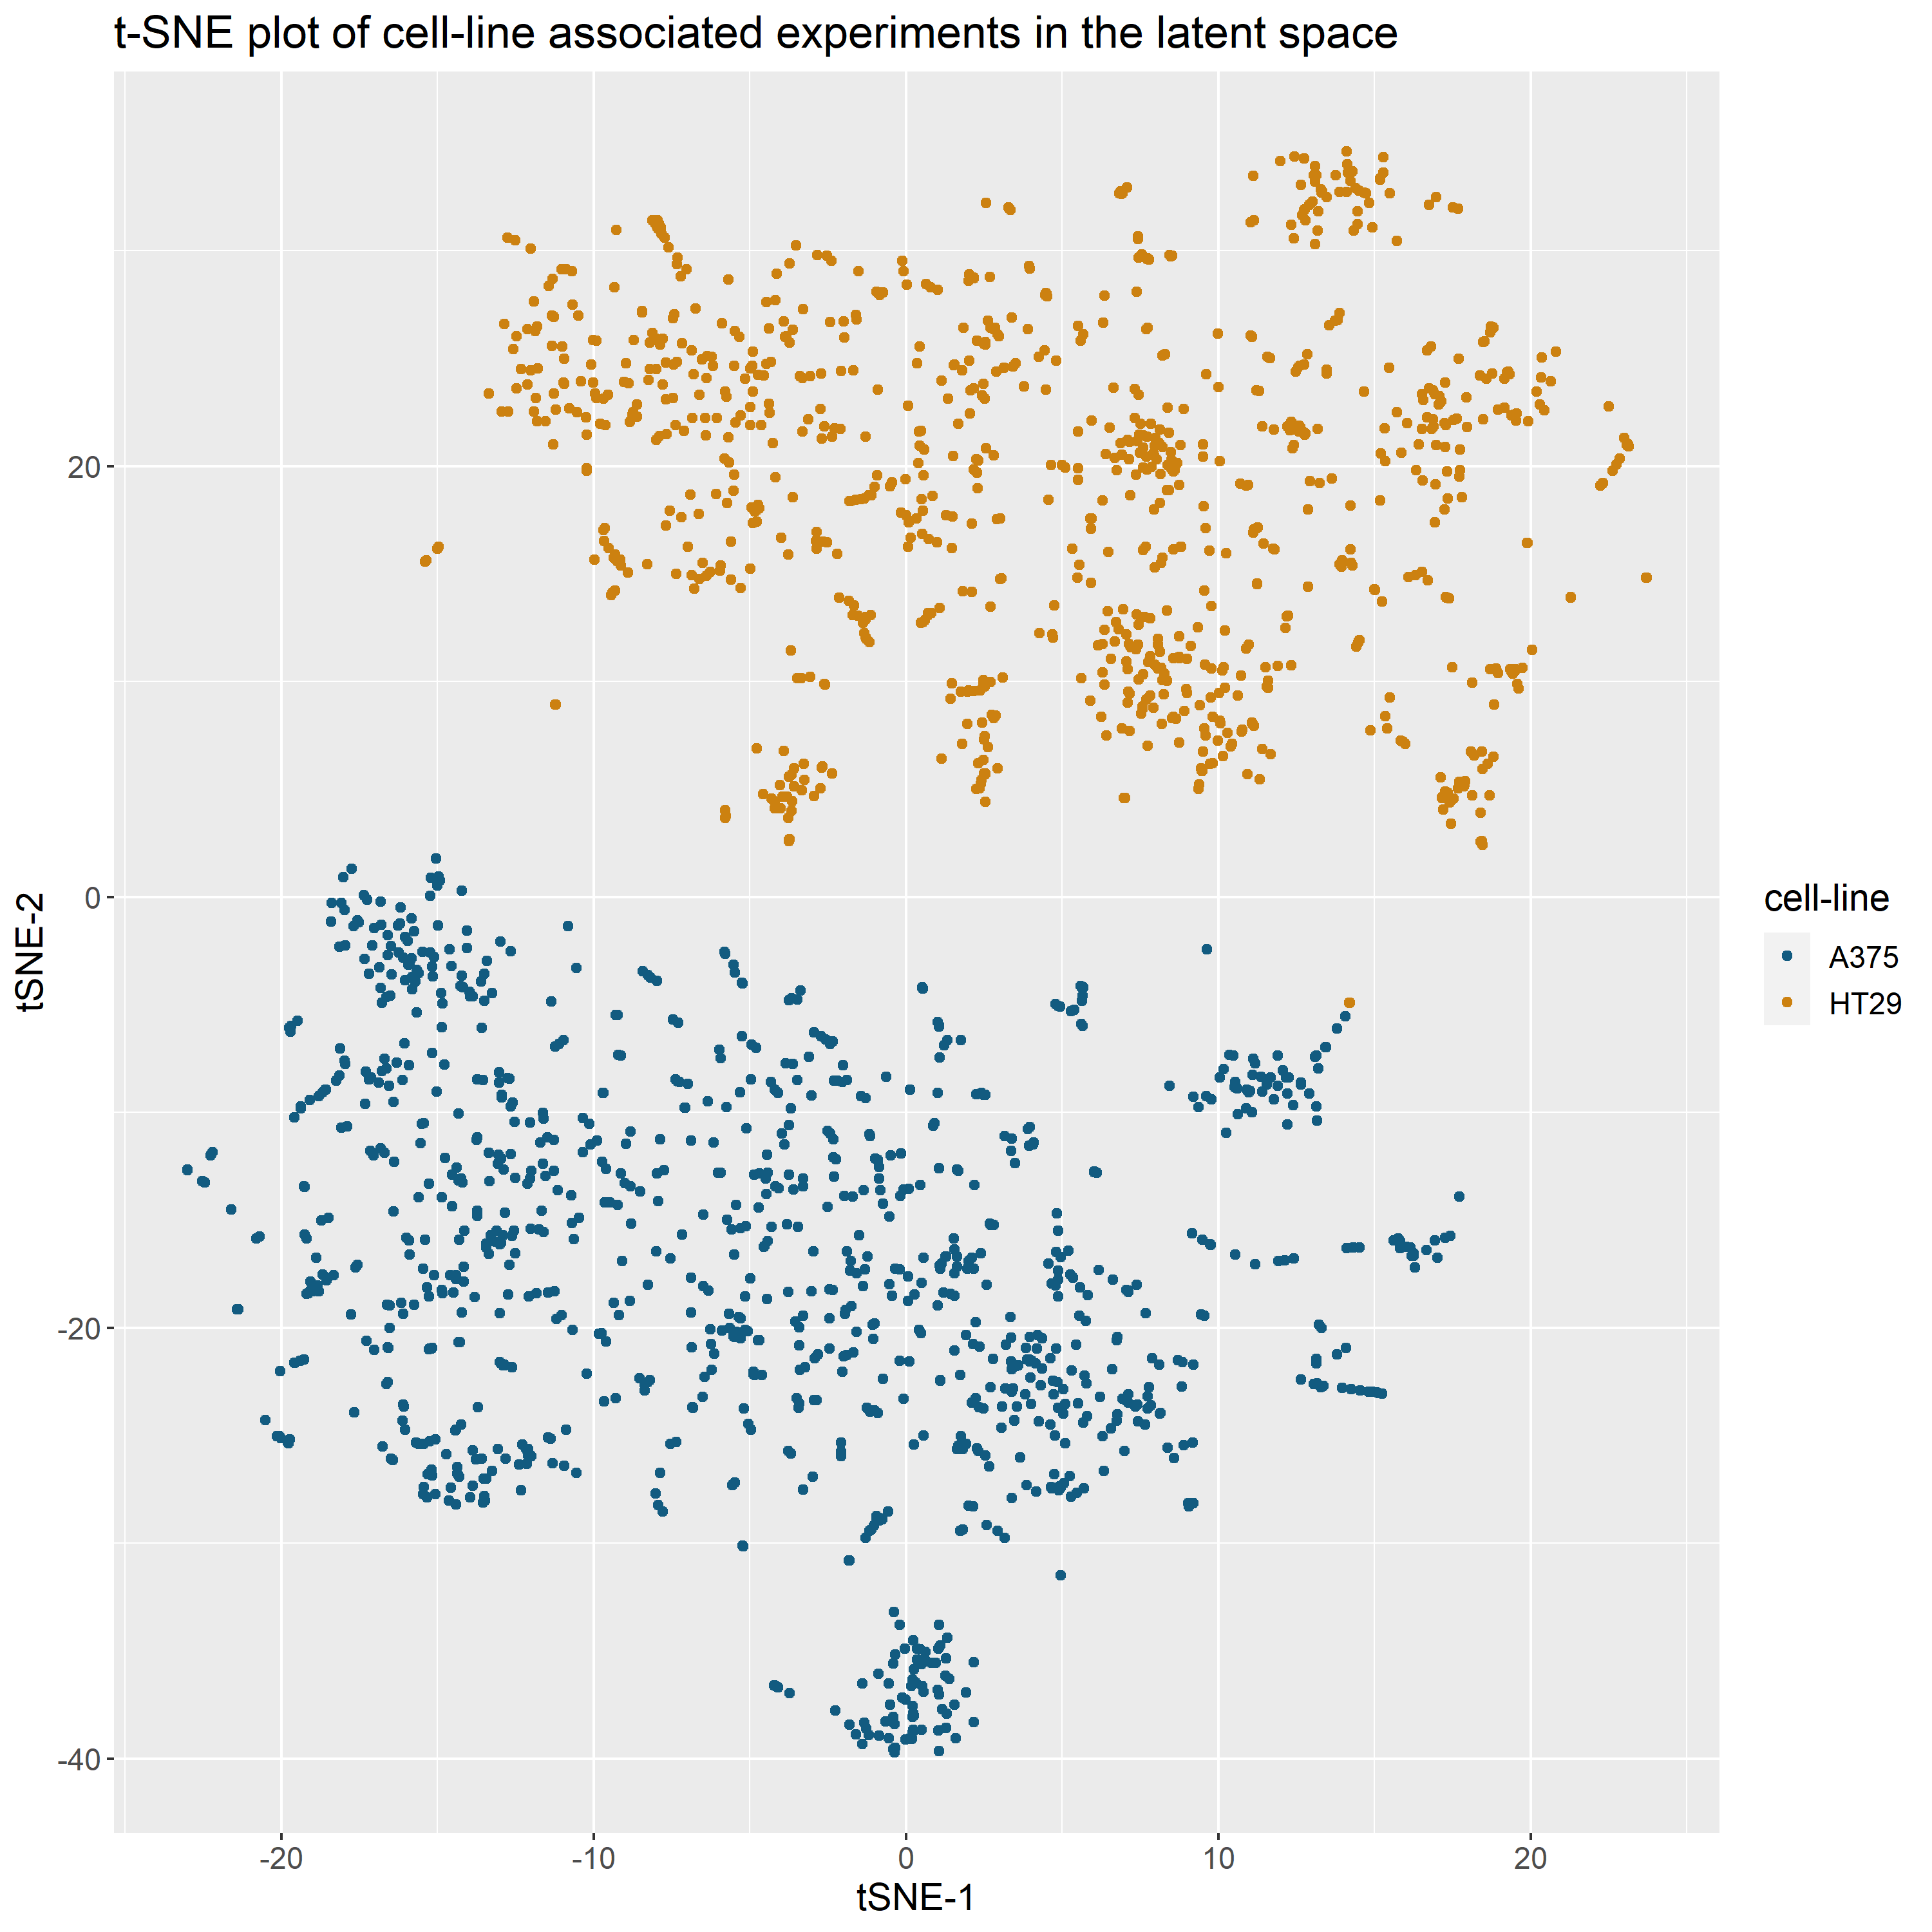 t-SNE plot of cell-line associated experiments in the latent space
20
0
-20
-40
tSNE-2
-20
-10
0
10
20
tSNE-1
cell-line
A375
HT29